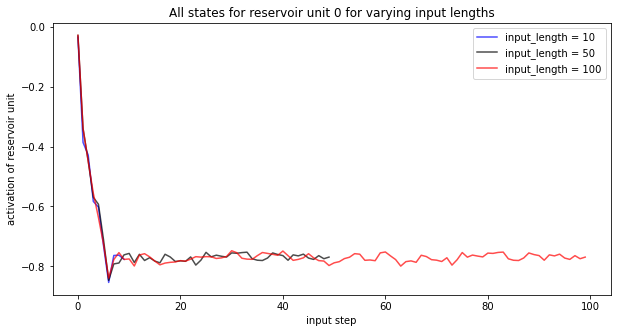 All states for reservoir unit 0 for varying input lengths
input_length = 10
input_length = 50
input_length = 100
activation of reservoir unit
0.0
−0.2
−0.4
−0.6
−0.8
0
20
40
60
80
100
input step